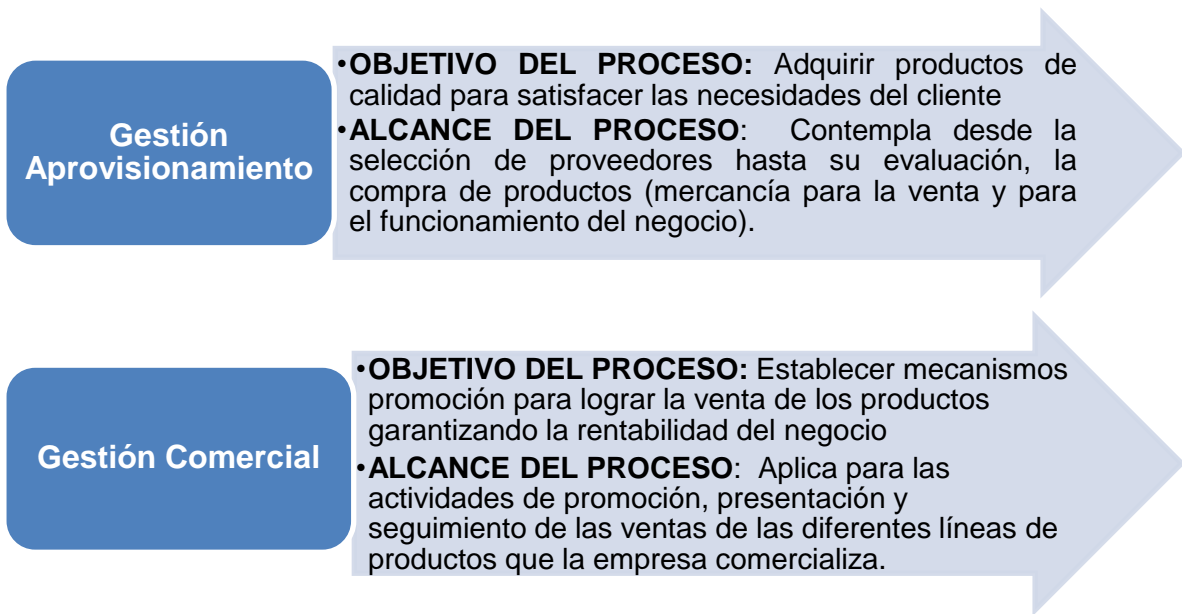 Gestión
Aprovisionamiento
•OBJETIVO DEL PROCESO: Adquirir productos de
calidad para satisfacer las necesidades del cliente
•ALCANCE DEL PROCESO: Contempla desde la
selección de proveedores hasta su evaluación, la
compra de productos (mercancía para la venta y para
el funcionamiento del negocio).
Gestión Comercial
•OBJETIVO DEL PROCESO: Establecer mecanismos
promoción para lograr la venta de los productos
garantizando la rentabilidad del negocio
•ALCANCE DEL PROCESO: Aplica para las
actividades de promoción, presentación y
seguimiento de las ventas de las diferentes líneas de
productos que la empresa comercializa.